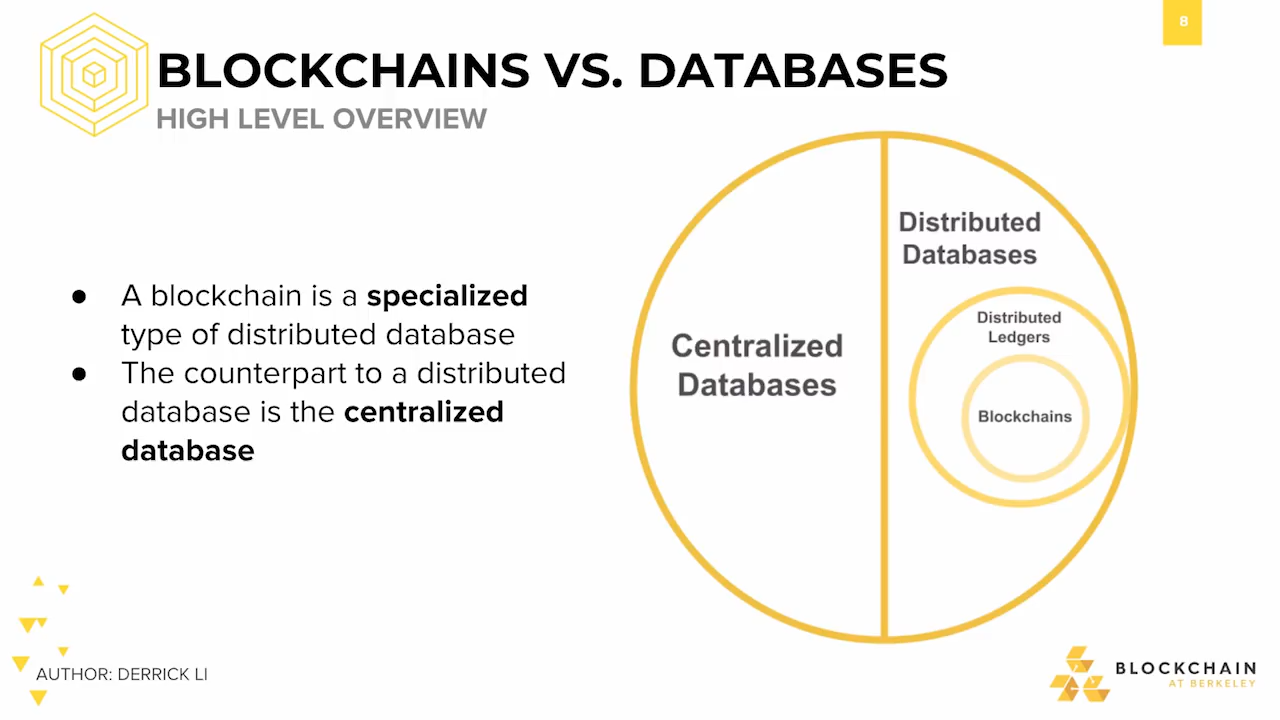 8
BLOCKCHAINS VS. DATABASES
HIGH LEVEL OVERVIEW
● A blockchain is a specialized
type of distributed database
● The counterpart to a distributed
database is the centralized
database
Centralized
Databases
Distributed
Databases
Distributed
Ledgers
Blockchains
AUTHOR: DERRICK LI
BLOCKCHAIN
AT BERKELEY